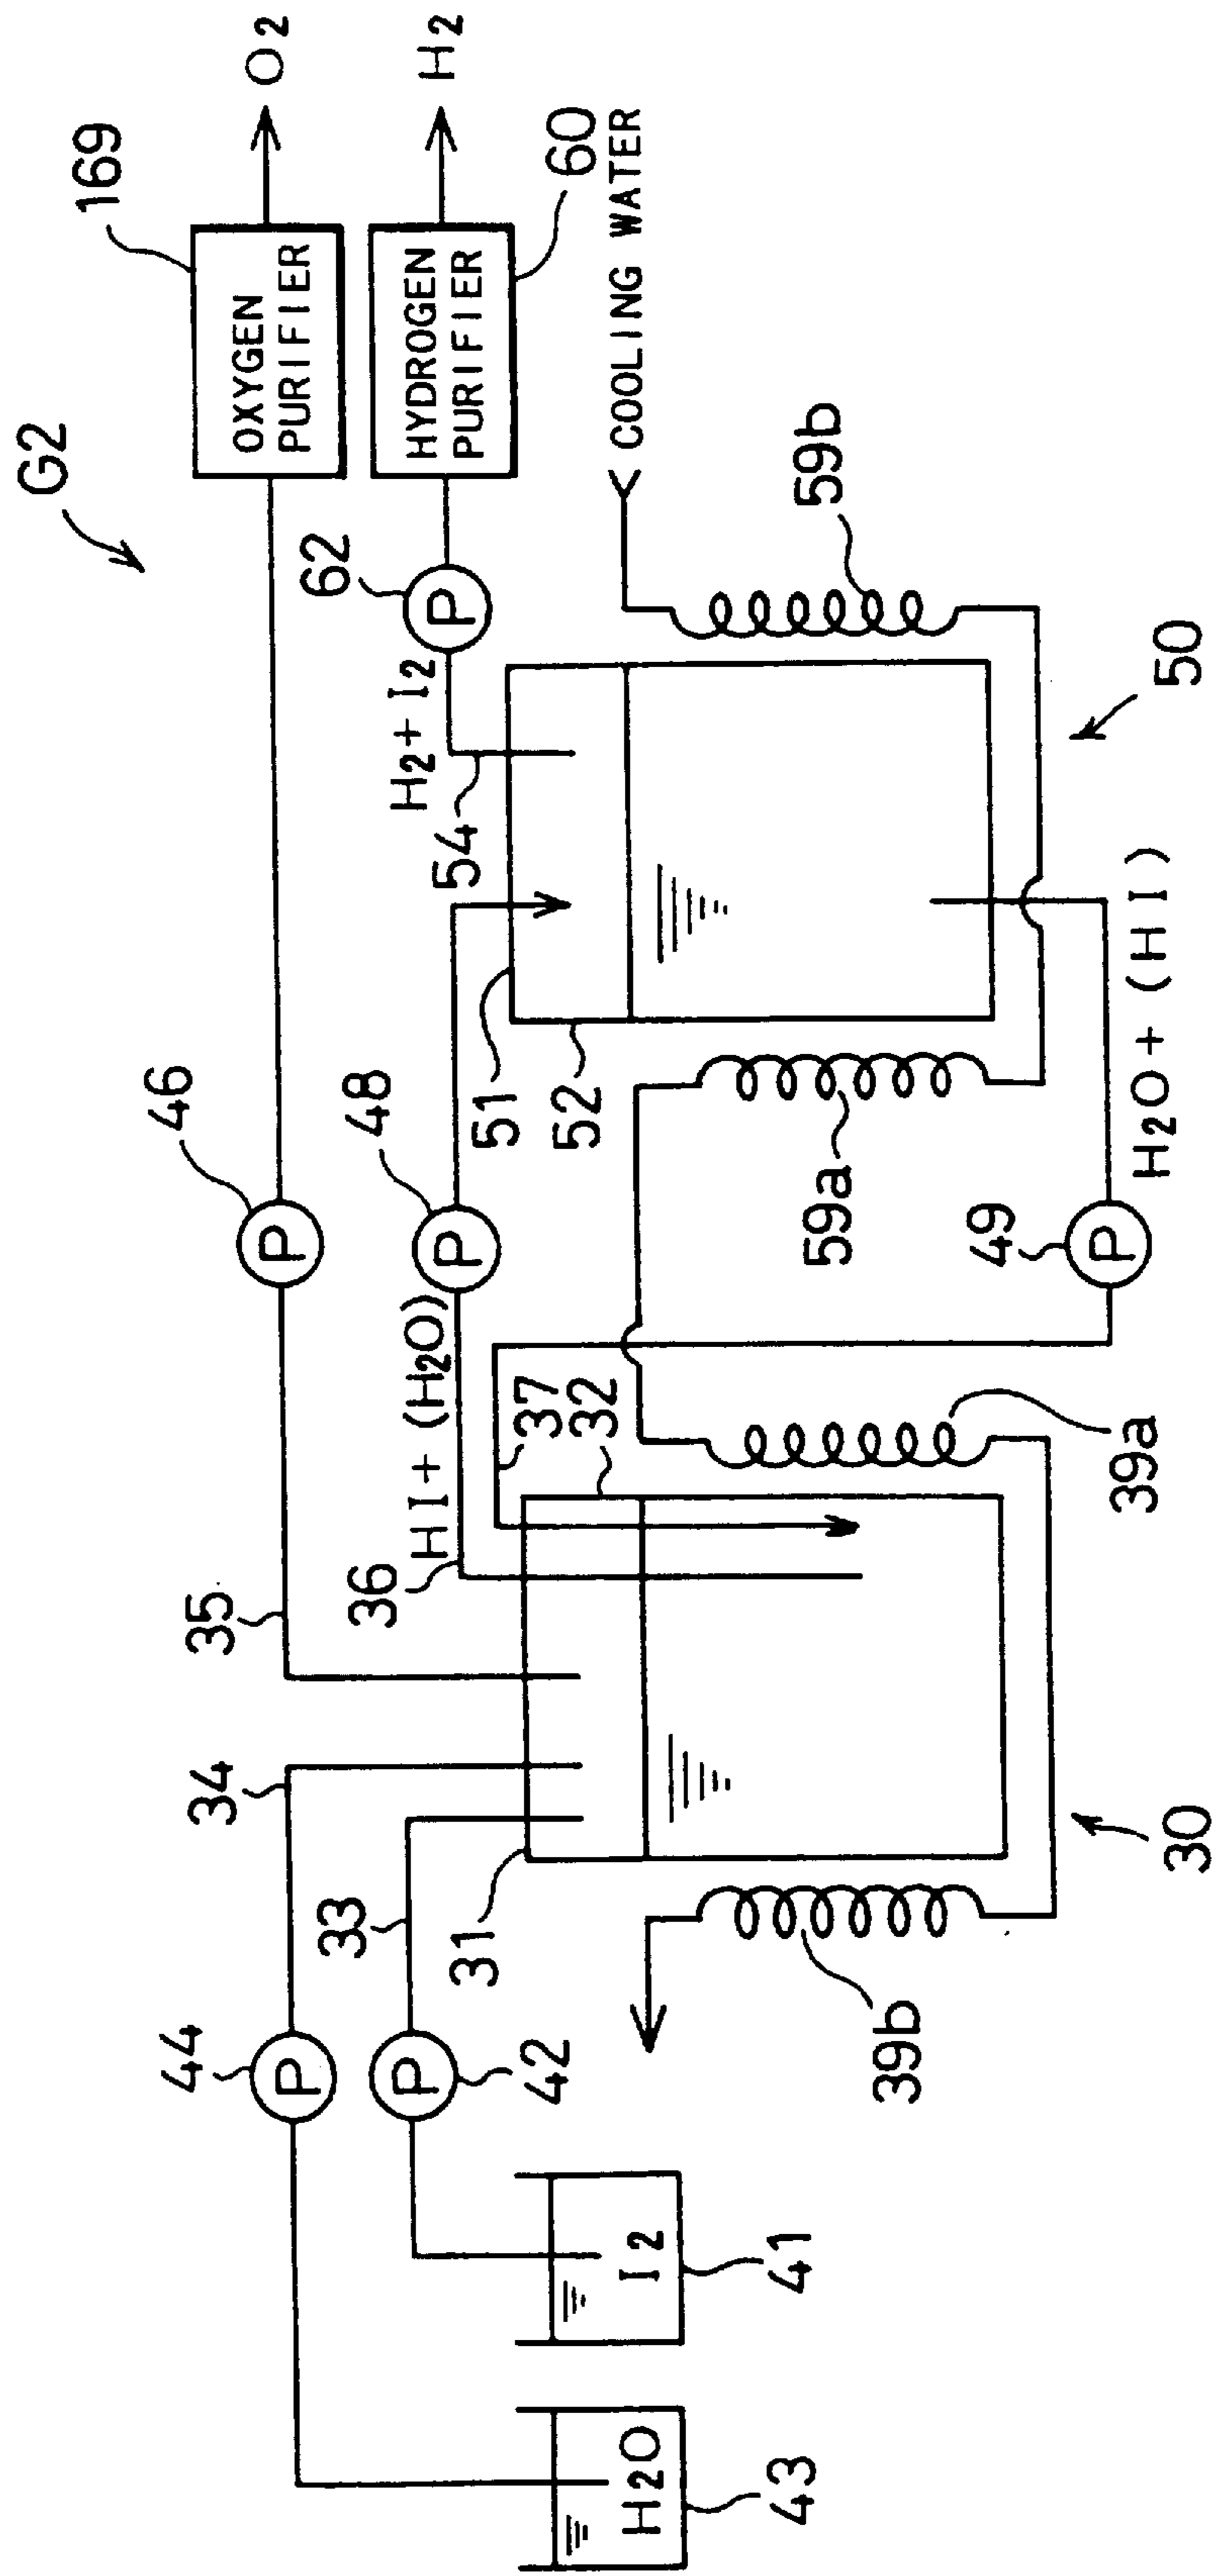 G2
169
OXYGEN
PURIFIER
O2
HYDROGEN
PURIFIER
H2
60
COOLING WATER
46
62
P
P
H2+I2
54
48
P
HI+(H2O)
35
36
37
32
51
52
59a
59b
50
49
P
H2O+(HI)
34
33
31
30
39a
39b
44
P
42
P
I2
41
H2O
43